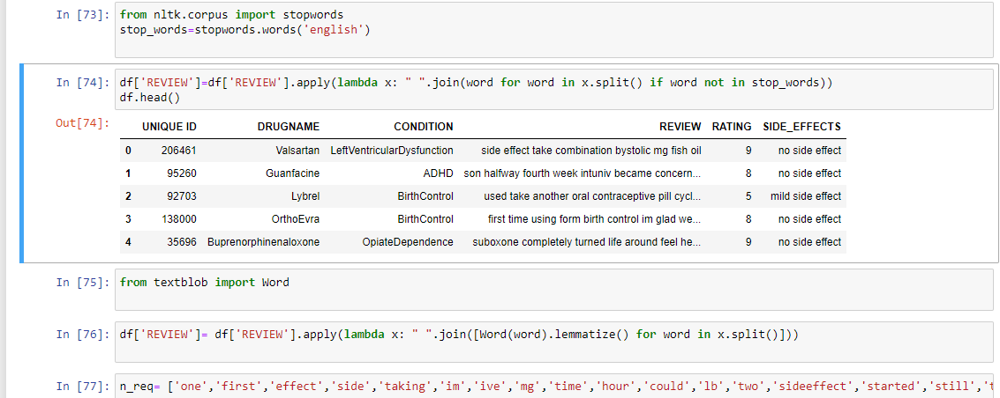 In [73]: from nltk.corpus import stopwords
stop_words=stopwords.words('english')
In [74]: df['REVIEW']=df['REVIEW'].apply(lambda x: " ".join(word for word in x.split() if word not in stop_words))
df.head()
Out[74]:
UNIQUE ID DRUGNAME CONDITION REVIEW RATING SIDE_EFFECTS
0 206461 Valsartan LeftVentricularDysfunction side effect take combination bystolic mg fish oil 9 no side effect
1 95260 Guanfacine ADHD son halfway fourth week intuniv became concern... 8 no side effect
2 92703 Lybrel BirthControl used take another oral contraceptive pill cycl... 5 mild side effect
3 138000 OrthoEvra BirthControl first time using form birth control im glad we... 8 no side effect
4 35696 Buprenorphinenaloxone OpiateDependence suboxone completely turned life around feel he... 9 no side effect
In [75]: from textblob import Word
In [76]: df['REVIEW']= df['REVIEW'].apply(lambda x: " ".join([Word(word).lemmatize() for word in x.split()]))
In [77]: n_req= ['one','first','effect','side','taking','im','ive','mg','time','hour','could','lb','two','sideeffect','started','still','